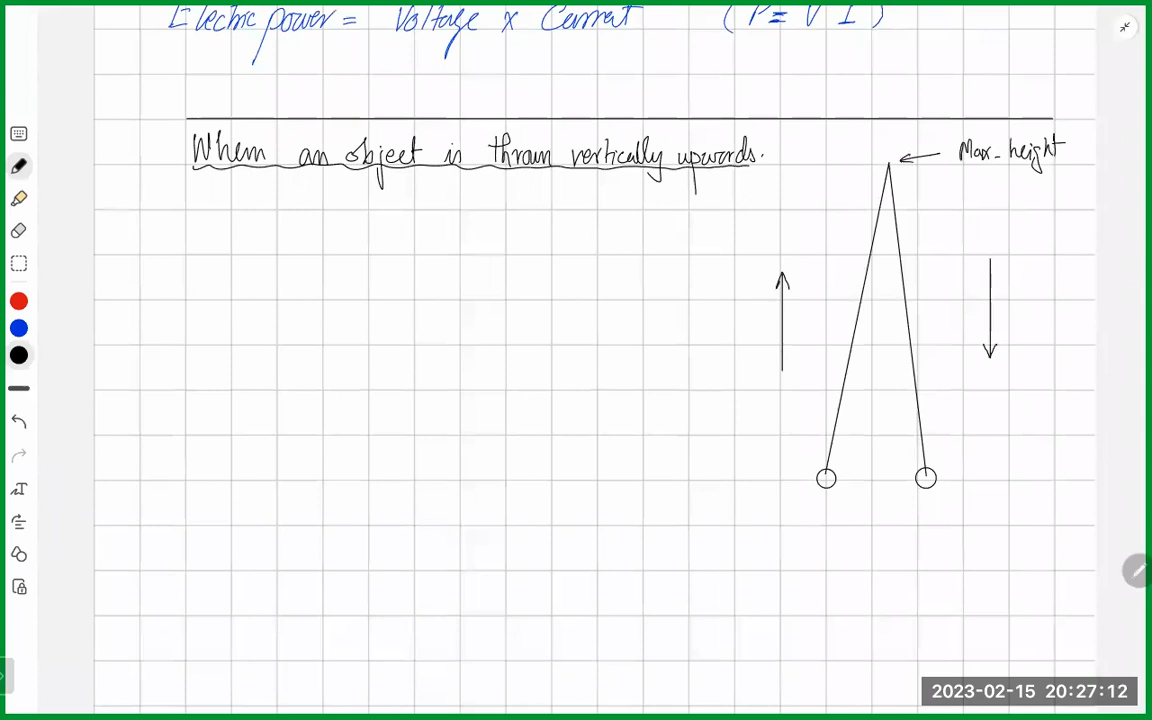 Electric power = Voltage x Current (P = V I)
When an object is thrown vertically upwards.
Max-height
2023-02-15 20:27:12